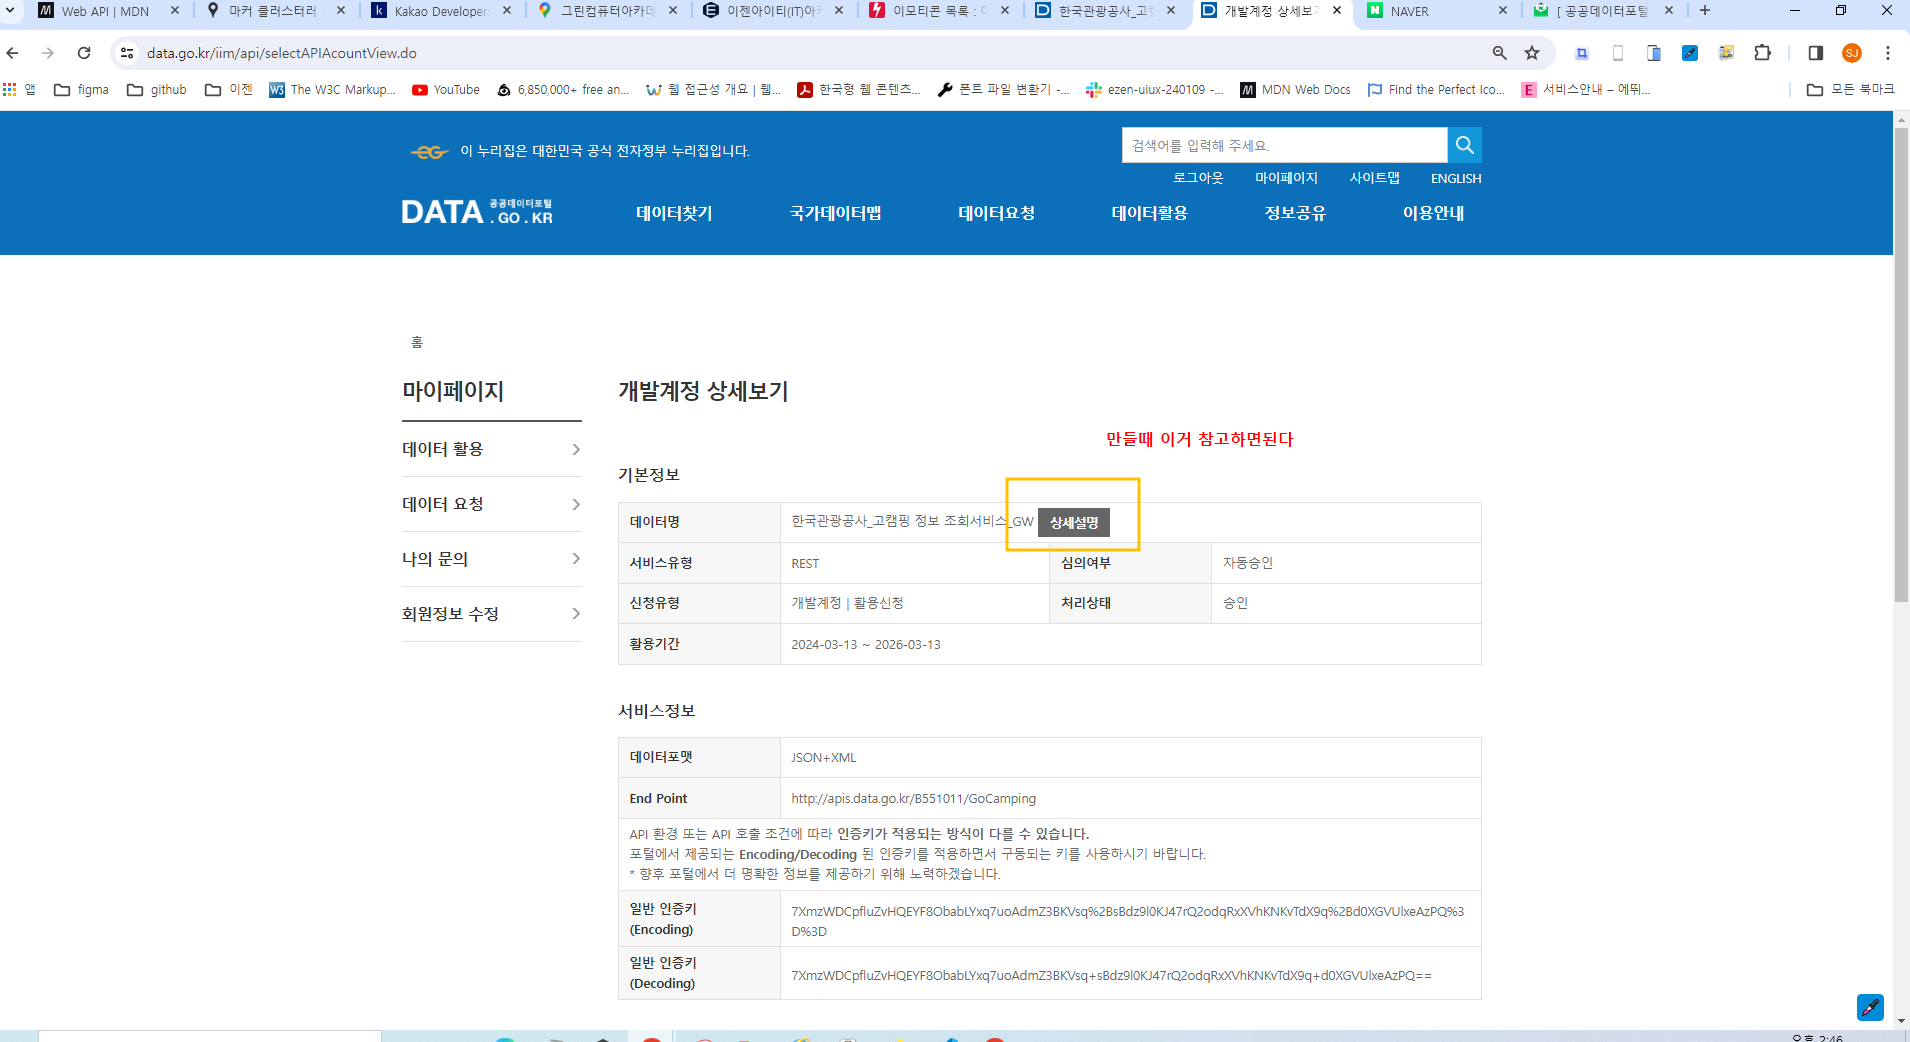 Web API | MDN
마커 클러스터러
Kakao Developer
그린컴퓨터아카데
이젠아이티(IT)아카
이모티콘 목록 : 
한국관광공사_고캠
개발계정 상세보기
NAVER
[ 공공데이터포털
data.go.kr/iim/api/selectAPIAcountView.do
SJ
앱
figma
github
이젠
The W3C Markup...
YouTube
6,850,000+ free an...
웹 접근성 개요 | 웹...
한국형 웹 콘텐츠...
폰트 파일 변환기 -...
ezen-uiux-240109 -...
MDN Web Docs
Find the Perfect Ico...
서비스안내 – 에뛰...
모든 북마크
이 누리집은 대한민국 공식 전자정부 누리집입니다.
검색어를 입력해 주세요.
로그아웃 마이페이지 사이트맵 ENGLISH
DATA 공공데이터포털 . GO . KR
데이터찾기 국가데이터맵 데이터요청 데이터활용 정보공유 이용안내
홈
마이페이지
데이터 활용
데이터 요청
나의 문의
회원정보 수정
개발계정 상세보기
만들때 이거 참고하면된다
기본정보
데이터명 한국관광공사_고캠핑 정보 조회서비스_GW 상세설명
서비스유형 REST 심의여부 자동승인
신청유형 개발계정 | 활용신청 처리상태 승인
활용기간 2024-03-13 ~ 2026-03-13
서비스정보
데이터포맷 JSON+XML
End Point http://apis.data.go.kr/B551011/GoCamping
API 환경 또는 API 호출 조건에 따라 인증키가 적용되는 방식이 다를 수 있습니다.
포털에서 제공되는 Encoding/Decoding 된 인증키를 적용하면서 구동되는 키를 사용하시기 바랍니다.
* 향후 포털에서 더 명확한 정보를 제공하기 위해 노력하겠습니다.
일반 인증키
(Encoding)
7XmzWDCpfluZvHQEYF8ObabLYxq7uoAdmZ3BKVsq%2BsBdz9l0KJ47rQ2odqRxXVhKNKvTdX9q%2Bd0XGVUlxeAzPQ%3
D%3D
일반 인증키
(Decoding)
7XmzWDCpfluZvHQEYF8ObabLYxq7uoAdmZ3BKVsq+sBdz9l0KJ47rQ2odqRxXVhKNKvTdX9q+d0XGVUlxeAzPQ==
오후 2:46